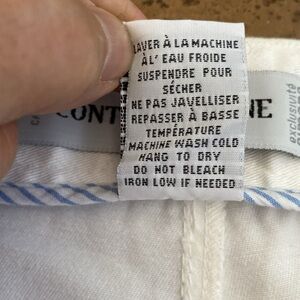 LAVER À LA MACHINE
À L'EAU FROIDE
SUSPENDRE POUR
SÉCHER
NE PAS JAVELLISER
REPASSER À BASSE
TEMPÉRATURE
MACHINE WASH COLD
HANG TO DRY
DO NOT BLEACH
IRON LOW IF NEEDED
CONT
NE
exclusivité